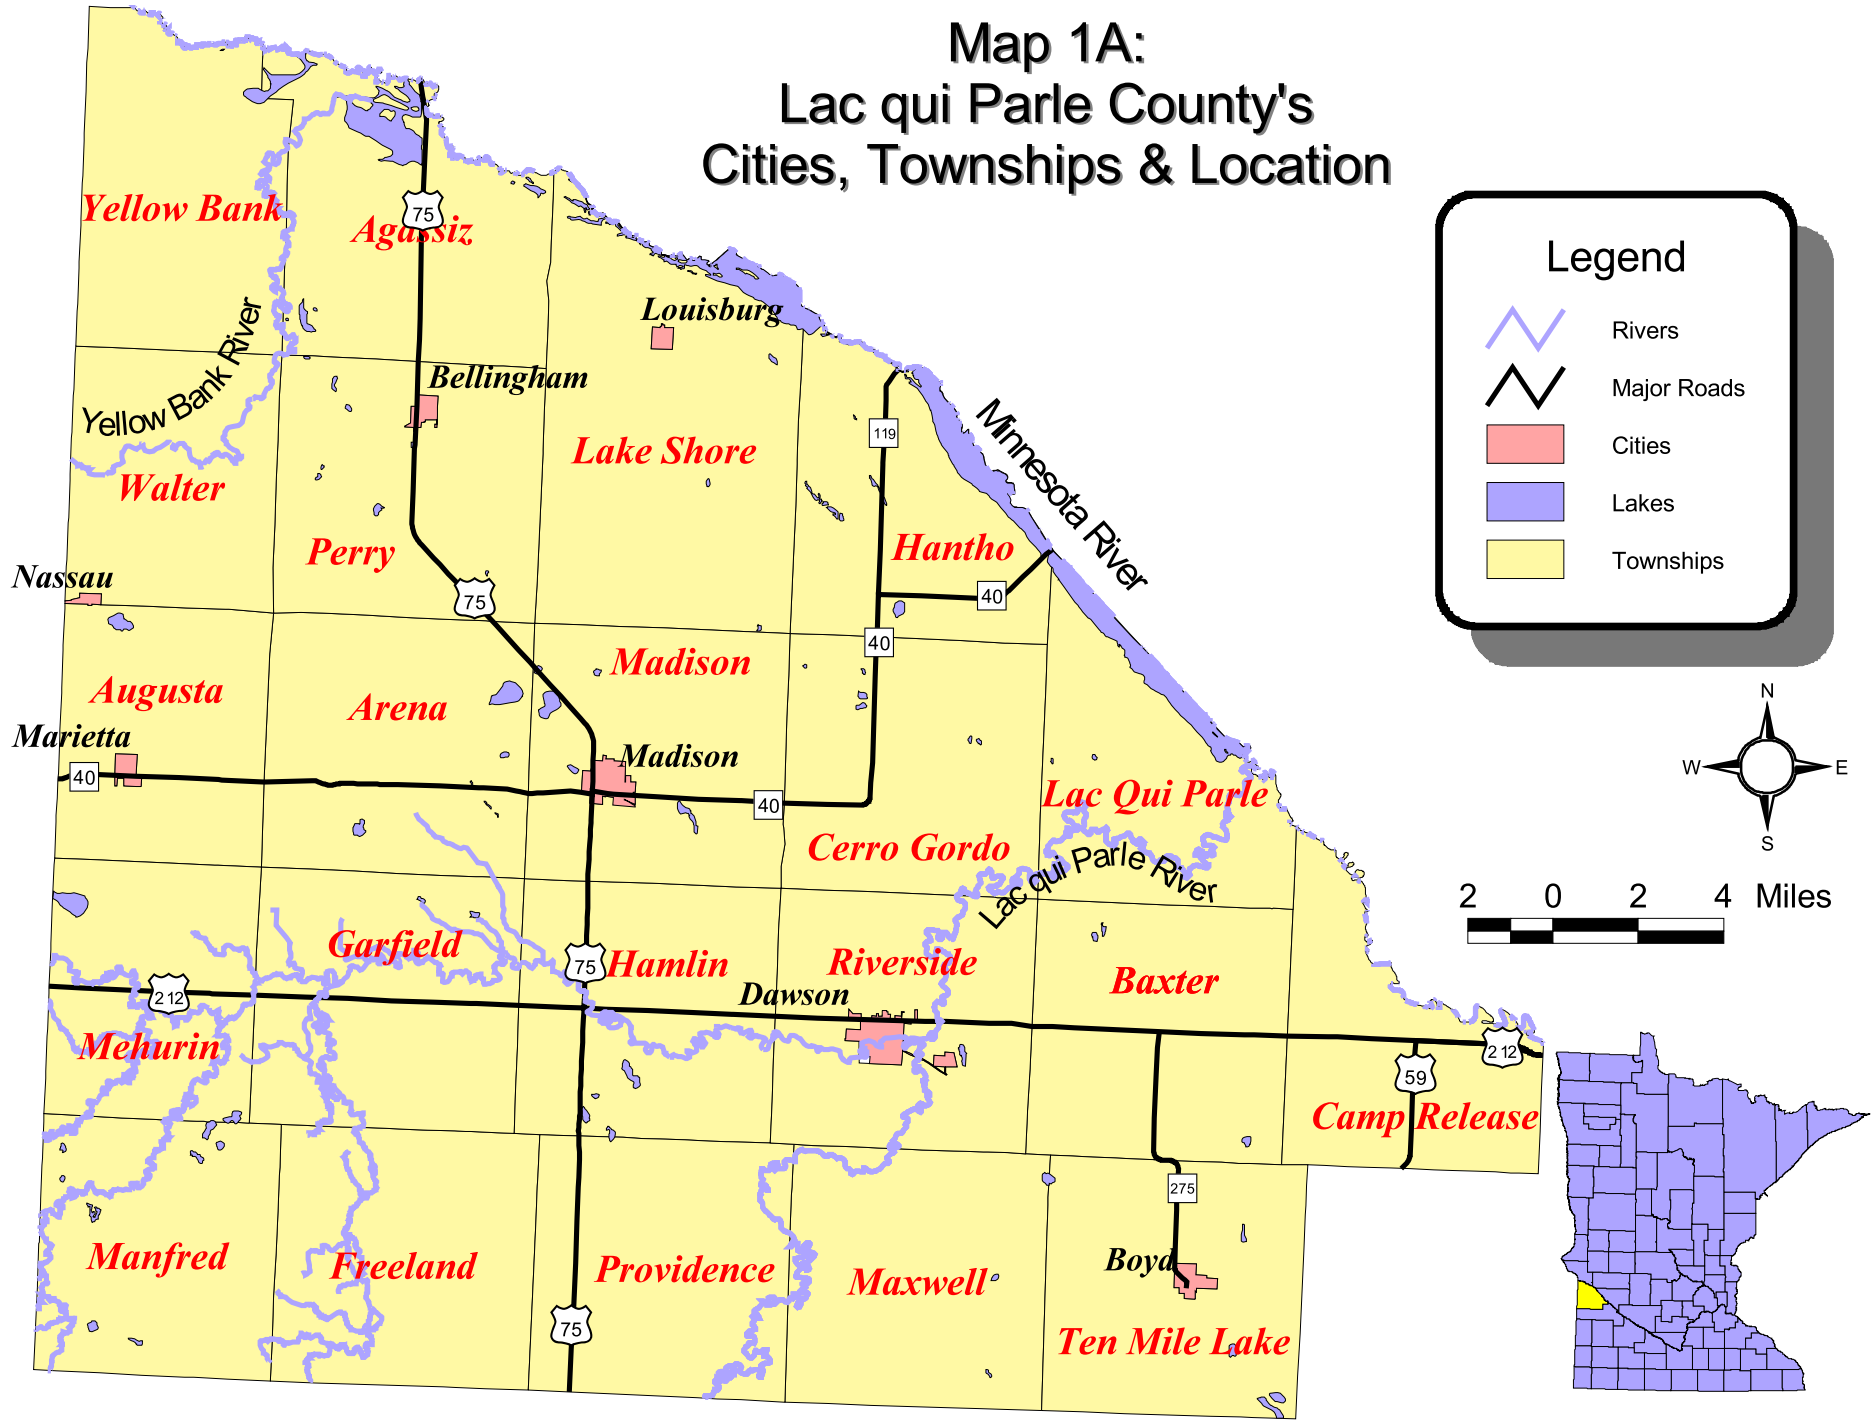 Map 1A:
Lac qui Parle County's
Cities, Townships & Location
Legend
Rivers
Major Roads
Cities
Lakes
Townships
N
W
E
S
2 0 2 4 Miles
Yellow Bank
75
Agassiz
Louisburg
Yellow Bank River
Bellingham
119
Lake Shore
Minnesota River
Walter
Perry
Hantho
Nassau
75
40
40
Madison
Augusta
Arena
Marietta
Madison
40
40
Lac Qui Parle
Cerro Gordo
Lac qui Parle River
Garfield
75
Hamlin
Riverside
Baxter
212
Dawson
Mehurin
212
59
Camp Release
275
Manfred
Freeland
Providence
Maxwell
Boyd
75
Ten Mile Lake